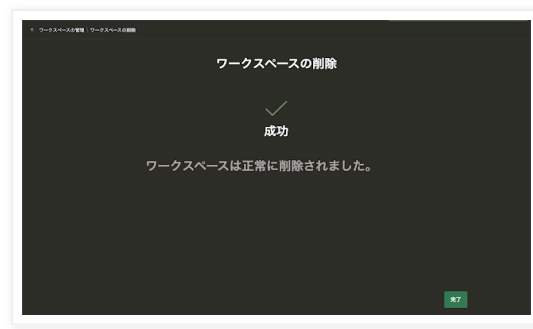 ↑ ワークスペースの管理 | ワークスペースの削除
ワークスペースの削除
成功
ワークスペースは正常に削除されました。
完了